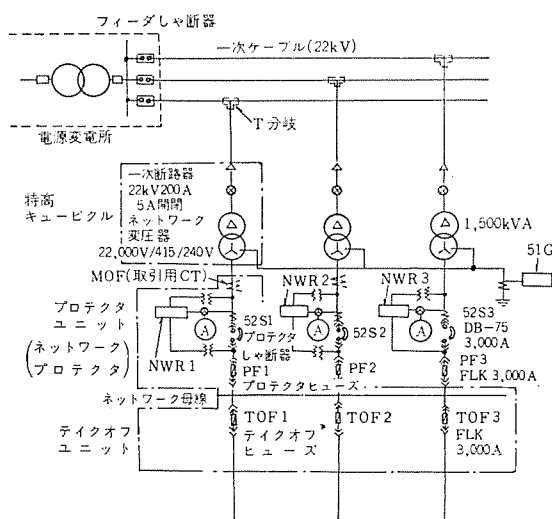 フィーダしゃ断器
一次ケーブル(22kV)
T分岐
電源変電所
一次断路器
22kV200A
5A開閉
ネットワーク
変圧器
22,000V/415/240V
特高
キュービクル
1,500kVA
51G
MOF(取引用CT)
NWR2
NWR3
プロテクタ
ユニット
(ネットワーク
プロテクタ)
NWR1
A
A
A
52S1
プロテクタ
しゃ断器
PF1
プロテクタヒューズ
52S2
PF2
52S3
DB-75
3,000A
PF3
FLK 3,000A
ネットワーク母線
テイクオフ
ユニット
TOF1
テイクオフ
ヒューズ
TOF2
TOF3
FLK
3,000A